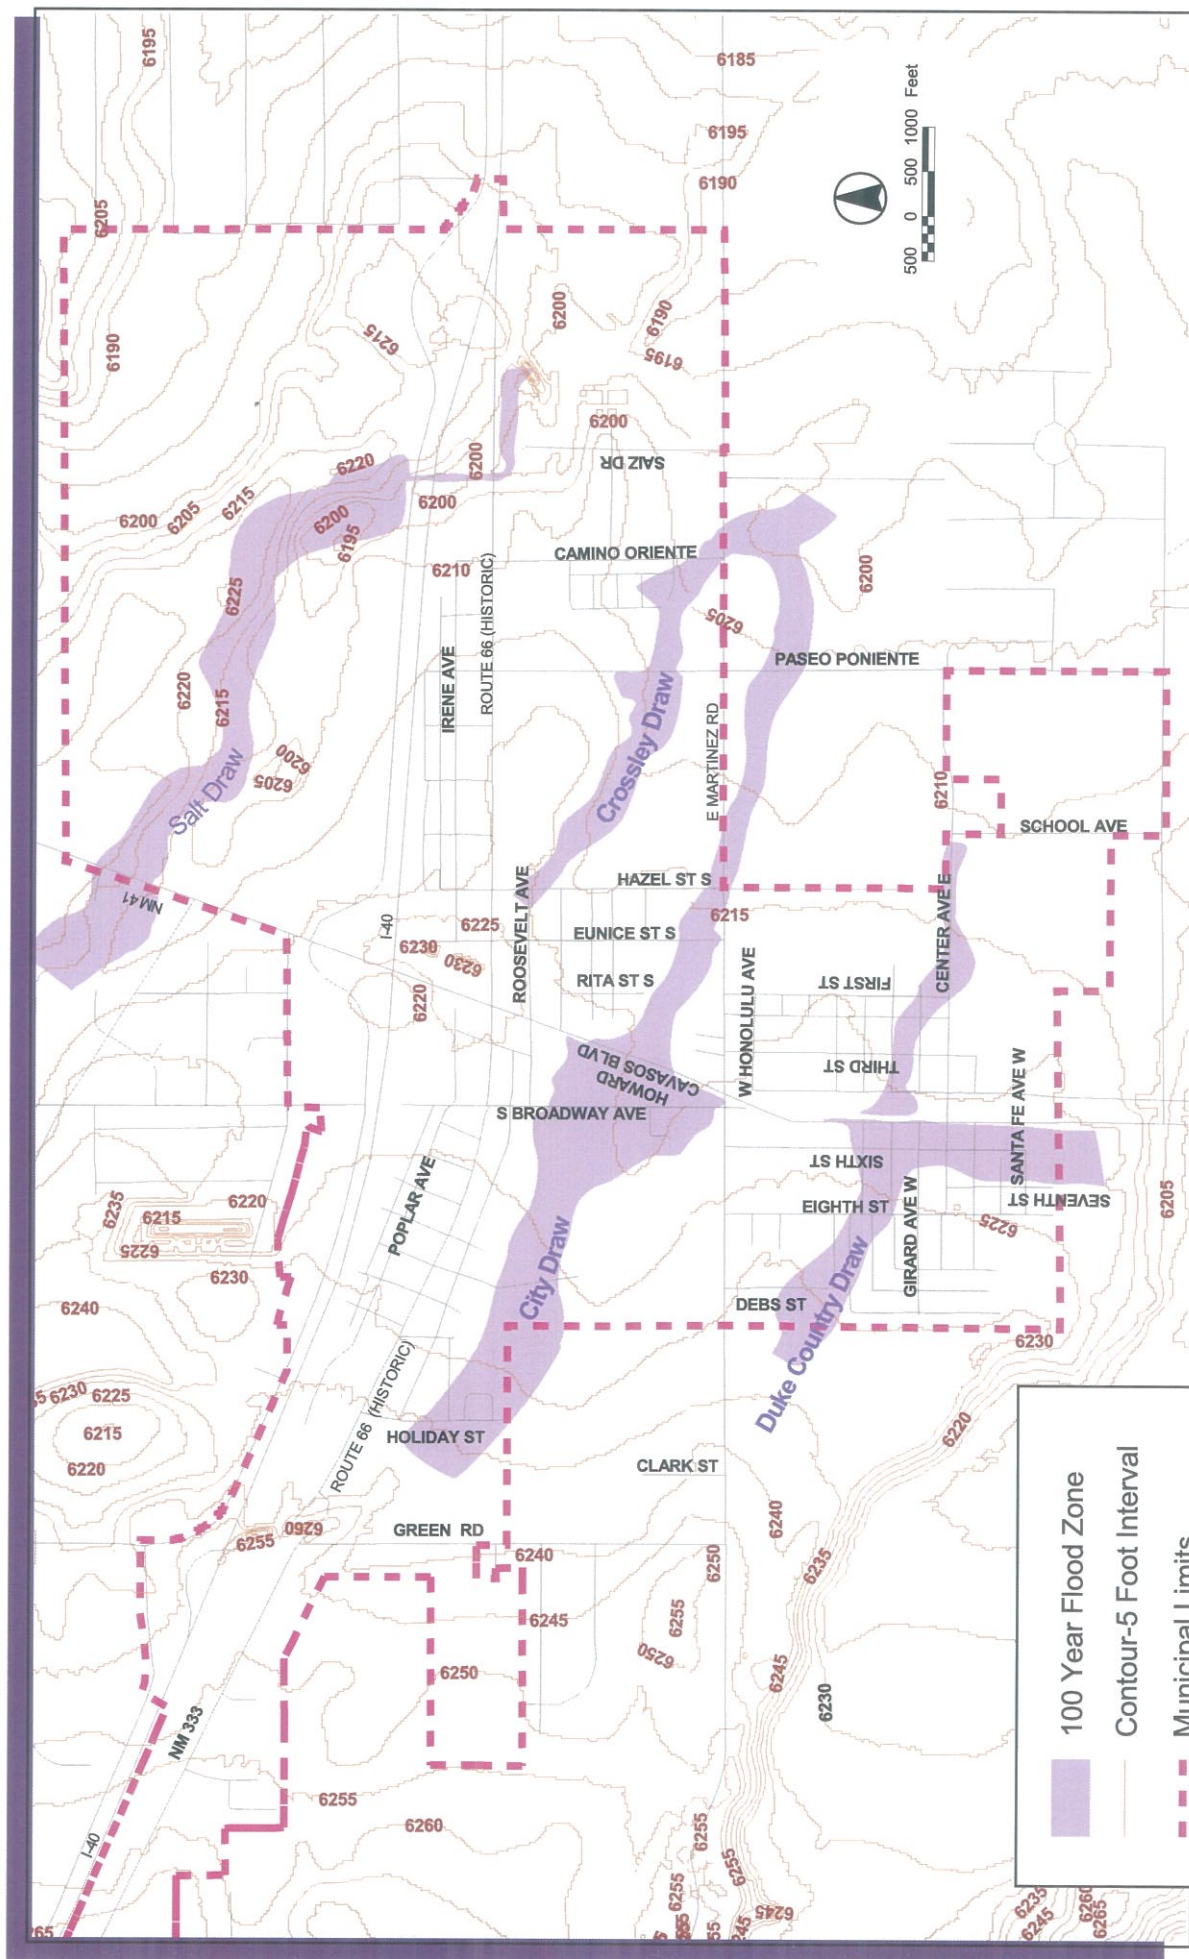 6195
6185
500 0 500 1000 Feet
6195
6190
6205
6190
6215
6200
6190
6195
6200
SAIZ DR
6220
6200
6200
6215
6205
6200
6200
6195
CAMINO ORIENTE
6210
ROUTE 66 (HISTORIC)
6200
6225
6205
PASEO PONIENTE
6220
6215
IRENE AVE
Crossley Draw
E MARTINEZ RD
6200
6205
Salt Draw
6210
SCHOOL AVE
HAZEL ST S
6215
CENTER AVE E
NM 41
I-40
6225
ROOSEVELT AVE
EUNICE ST S
6230
6230
RITA ST S
6220
W HONOLULU AVE
FIRST ST
THIRD ST
HOWARD
CAVASOS BLVD
S BROADWAY AVE
SANTA FE AVE W
SIXTH ST
SEVENTH ST
EIGHTH ST
6225
6205
GIRARD AVE W
POPLAR AVE
6235
6215
6220
6225
6230
City Draw
DEBS ST
Duke Country Draw
6240
6230
6230
6225
6215
6220
ROUTE 66 (HISTORIC)
HOLIDAY ST
CLARK ST
6220
GREEN RD
6255
6260
6240
6240
6250
6235
6245
6255
6250
6250
6245
6230
NM 333
6255
6260
I-40
6255
6255
6255
6245
6245
6235
6245
6260
6265
100 Year Flood Zone
Contour-5 Foot Interval
Municipal Limits